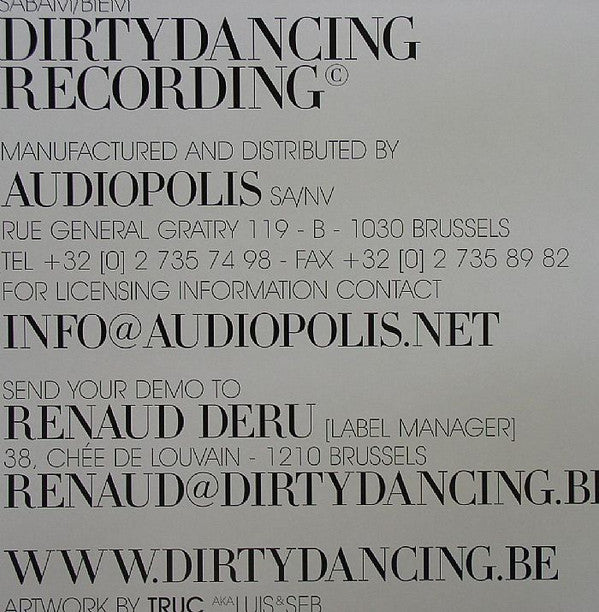 SABAM/BIEM
DIRTYDANCING
RECORDING©
MANUFACTURED AND DISTRIBUTED BY
AUDIOPOLIS SA/NV
RUE GENERAL GRATRY 119 - B - 1030 BRUSSELS
TEL +32 [0] 2 735 74 98 - FAX +32 [0] 2 735 89 82
FOR LICENSING INFORMATION CONTACT
INFO@AUDIOPOLIS.NET
SEND YOUR DEMO TO
RENAUD DERU [LABEL MANAGER]
38, CHÉE DE LOUVAIN - 1210 BRUSSELS
RENAUD@DIRTYDANCING.BE
WWW.DIRTYDANCING.BE
ARTWORK BY TRUC AKA LUIS&SEB